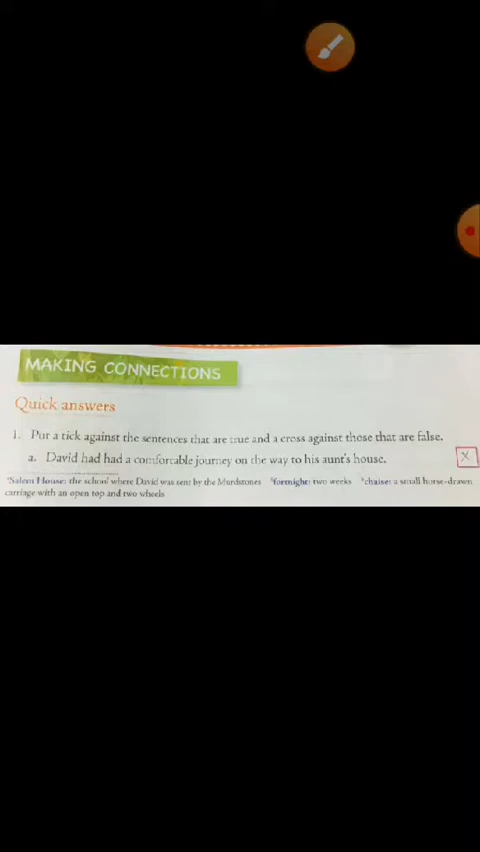 MAKING CONNECTIONS
Quick answers
1. Put a tick against the sentences that are true and a cross against those that are false.
a. David had had a comfortable journey on the way to his aunt's house. X
Salem House: the school where David was sent by the Murdstones fortnight: two weeks chaise: a small horse-drawn
carriage with an open top and two wheels